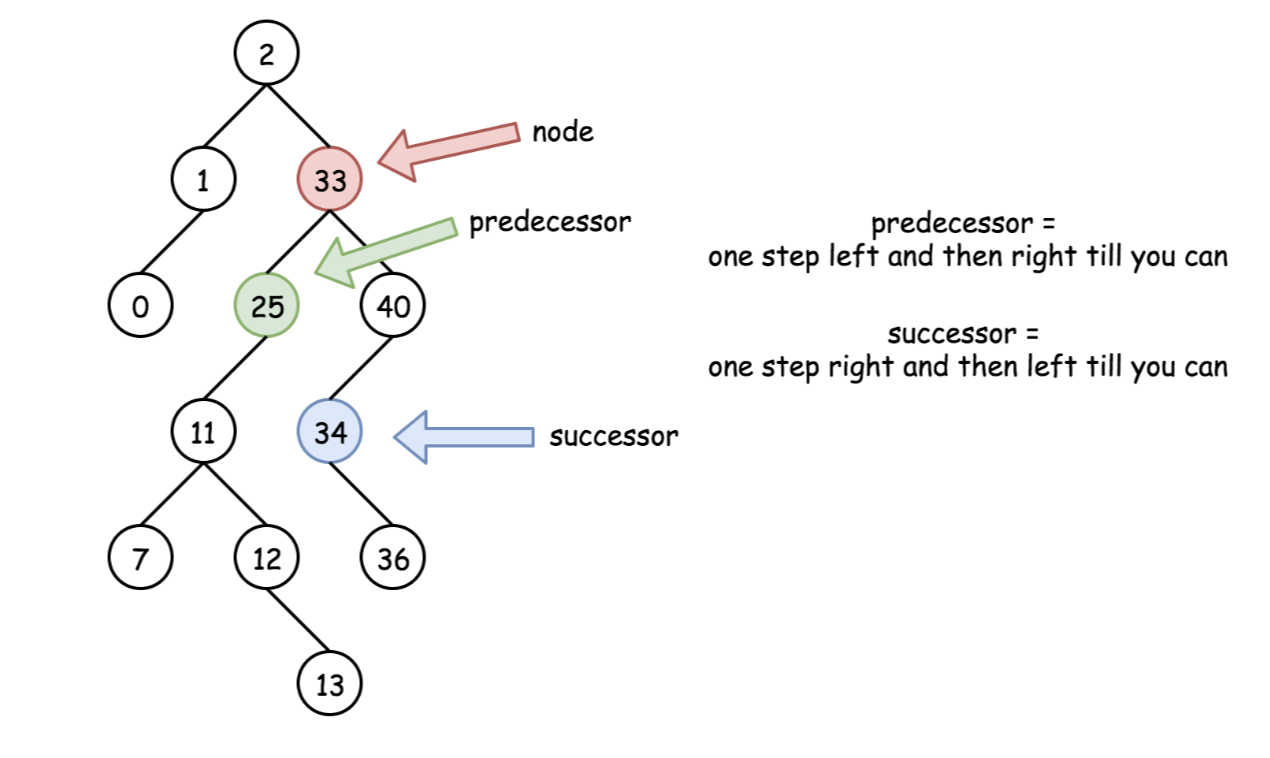 2
node
1
33
predecessor
predecessor =
one step left and then right till you can
0
25
40
successor =
one step right and then left till you can
11
34
successor
7
12
36
13